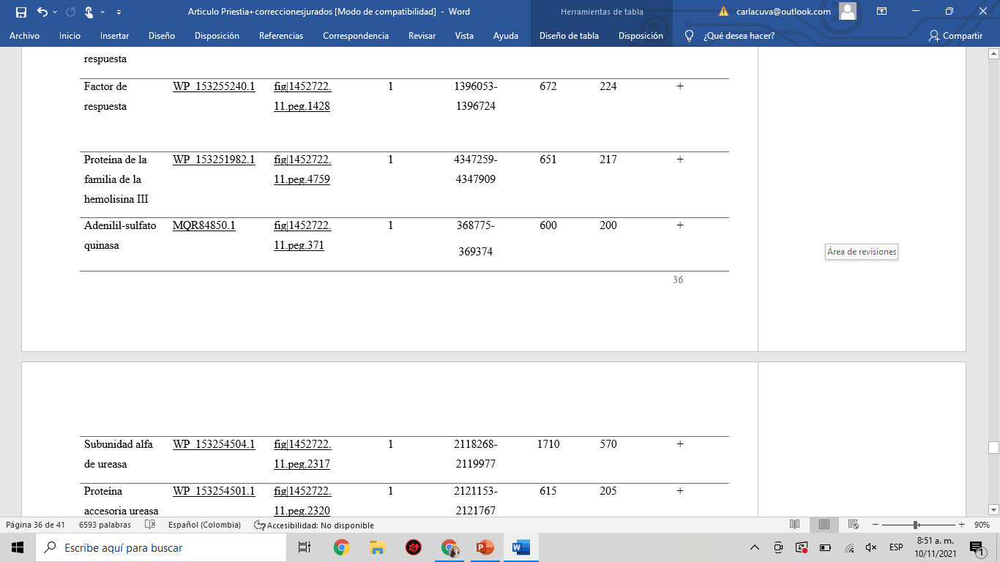 Articulo Priestia+correccionesjurados [Modo de compatibilidad] - Word
Herramientas de tabla
carlacuva@outlook.com
Archivo Inicio Insertar Diseño Disposición Referencias Correspondencia Revisar Vista Ayuda Diseño de tabla Disposición ¿Qué desea hacer? Compartir
respuesta
Factor de WP_153255240.1 fig|1452722. 1 1396053- 672 224 +
respuesta 11.peg.1428 1396724
Proteína de la WP_153251982.1 fig|1452722. 1 4347259- 651 217 +
familia de la 11.peg.4759 4347909
hemolisina III
Adenilil-sulfato MQR84850.1 fig|1452722. 1 368775- 600 200 +
quinasa 11.peg.371
369374
Área de revisiones
36
Subunidad alfa WP_153254504.1 fig|1452722. 1 2118268- 1710 570 +
de ureasa 11.peg.2317 2119977
Proteína WP_153254501.1 fig|1452722. 1 2121153- 615 205 +
accesoria ureasa 11.peg.2320 2121767
Página 36 de 41 6593 palabras Español (Colombia) Accesibilidad: No disponible 90%
Escribe aquí para buscar
ESP
8:51 a. m.
10/11/2021
1